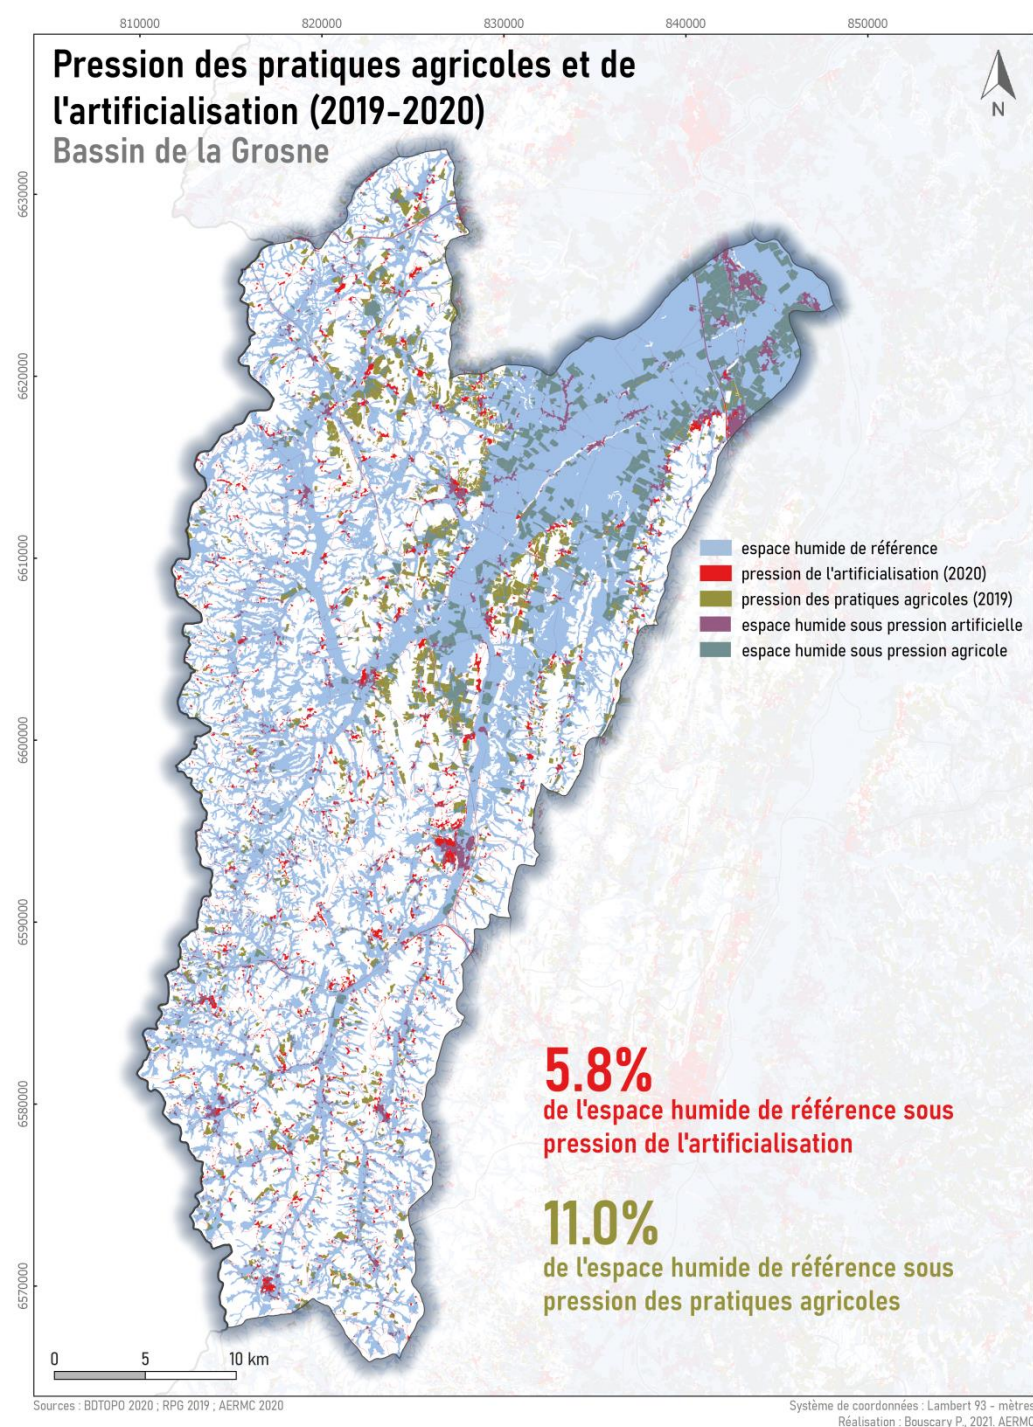 810000
820000
830000
840000
850000
Pression des pratiques agricoles et de
l'artificialisation (2019-2020)
Bassin de la Grosne
N
6630000
6620000
6610000
6600000
6590000
6580000
6570000
espace humide de référence
pression de l'artificialisation (2020)
pression des pratiques agricoles (2019)
espace humide sous pression artificielle
espace humide sous pression agricole
5.8%
de l'espace humide de référence sous
pression de l'artificialisation
11.0%
de l'espace humide de référence sous
pression des pratiques agricoles
0 5 10 km
Sources : BDTOPO 2020 ; RPG 2019 ; AERMC 2020
Système de coordonnées : Lambert 93 - mètres
Réalisation : Bouscary P., 2021, AERMC